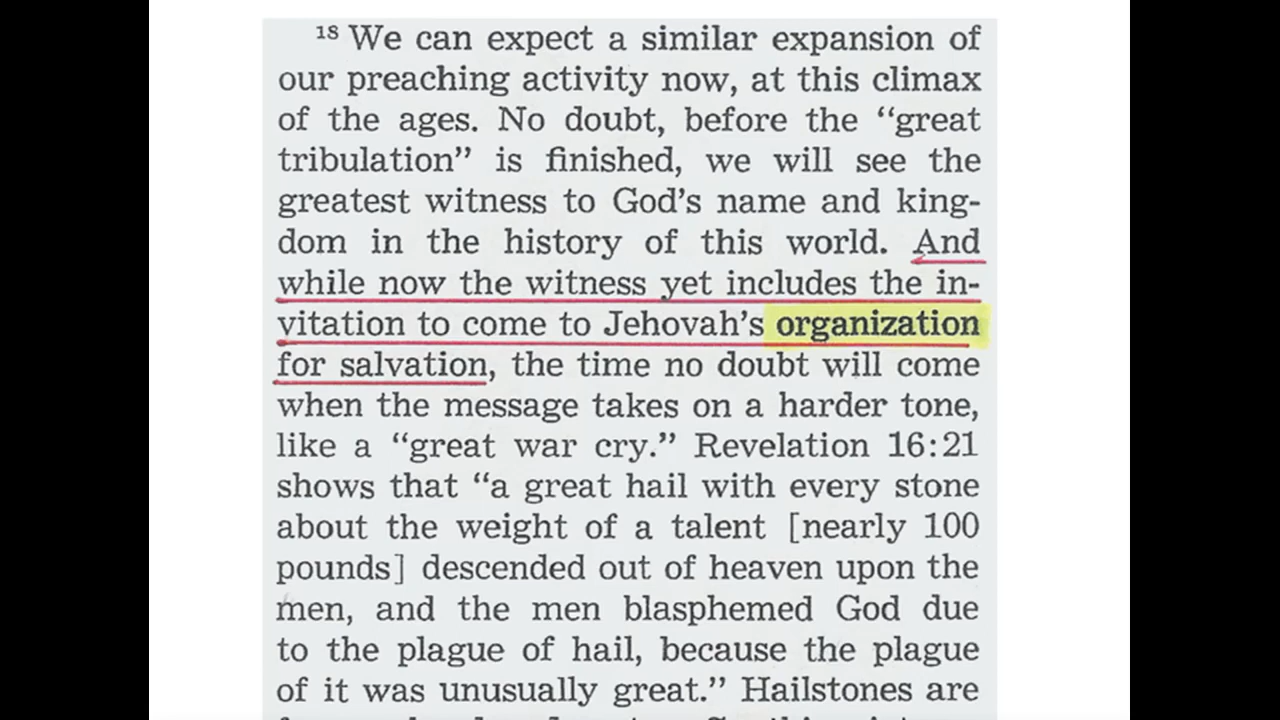 ¹⁸ We can expect a similar expansion of
our preaching activity now, at this climax
of the ages. No doubt, before the “great
tribulation” is finished, we will see the
greatest witness to God’s name and king-
dom in the history of this world. And
while now the witness yet includes the in-
vitation to come to Jehovah’s organization
for salvation, the time no doubt will come
when the message takes on a harder tone,
like a “great war cry.” Revelation 16:21
shows that “a great hail with every stone
about the weight of a talent [nearly 100
pounds] descended out of heaven upon the
men, and the men blasphemed God due
to the plague of hail, because the plague
of it was unusually great.” Hailstones are